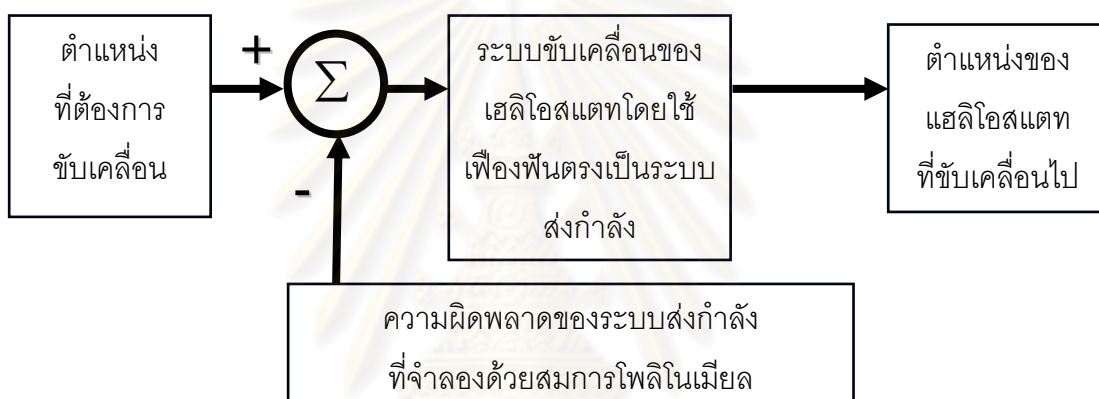 ตำแหน่ง
ที่ต้องการ
ขับเคลื่อน
+
Σ
-
ระบบขับเคลื่อนของ
เฮลิโอสแตทโดยใช้
เฟืองฟันตรงเป็นระบบ
ส่งกำลัง
ตำแหน่งของ
แฮลิโอสแตท
ที่ขับเคลื่อนไป
ความผิดพลาดของระบบส่งกำลัง
ที่จำลองด้วยสมการโพลิโนเมียล